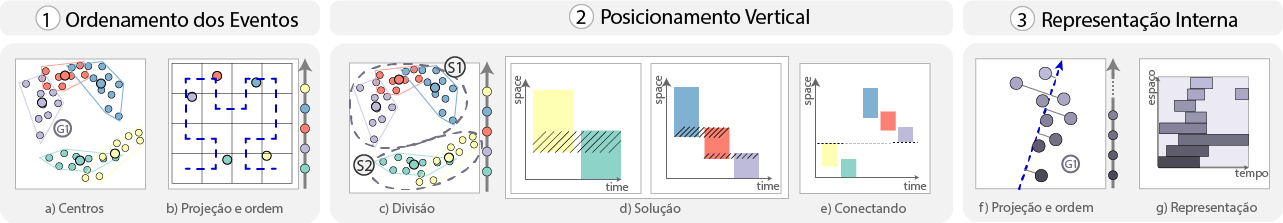 1 Ordenamento dos Eventos
2 Posicionamento Vertical
3 Representação Interna
G1
a) Centros
b) Projeção e ordem
S1
S2
c) Divisão
space
time
space
time
d) Solução
space
time
e) Conectando
G1
f) Projeção e ordem
espaço
tempo
g) Representação